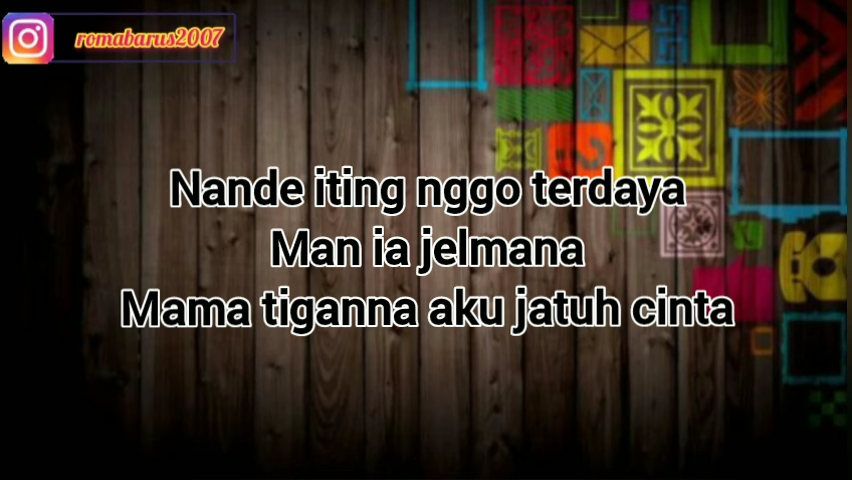 romabarus2007
Nande iting nggo terdaya
Man ia jelmana
Mama tiganna aku jatuh cinta